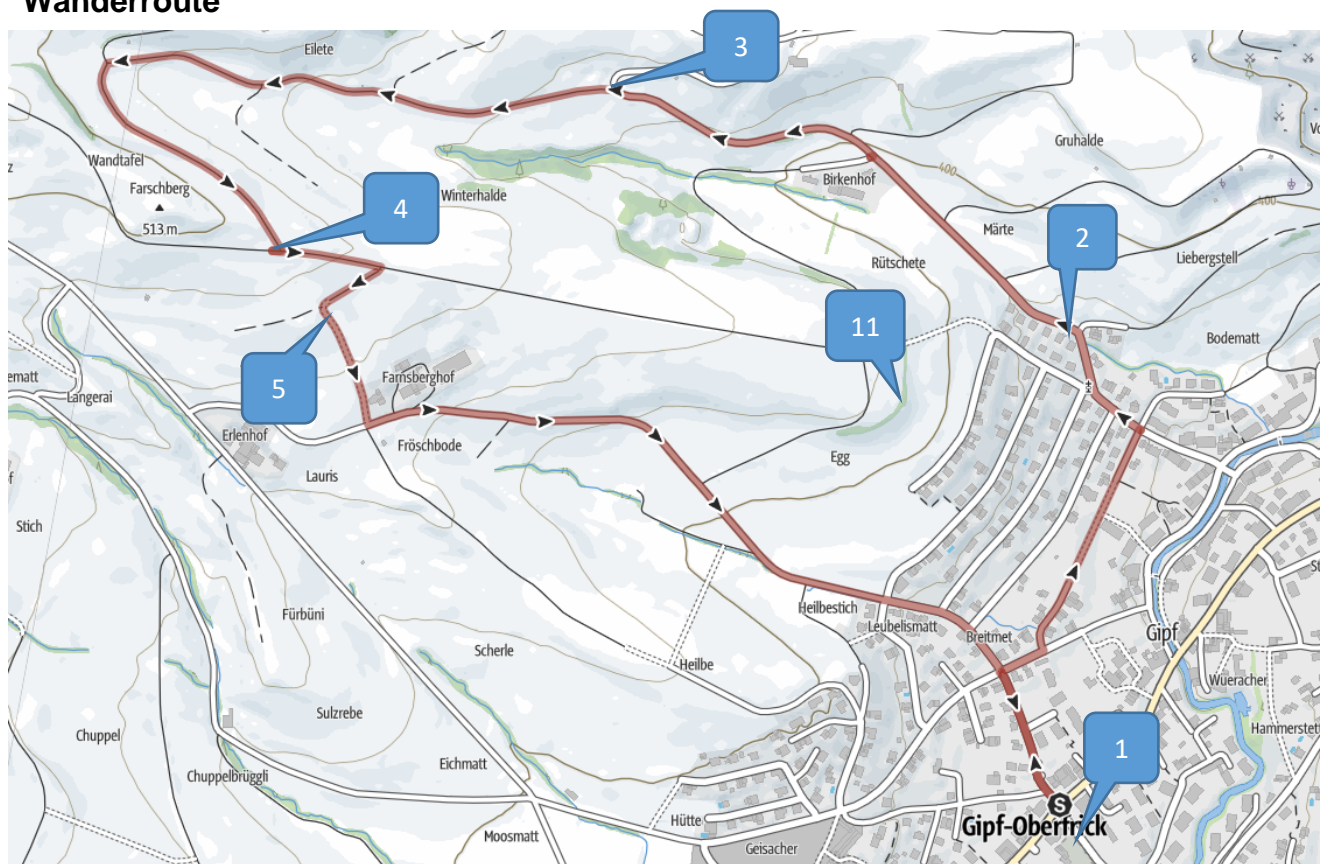 Wanderroute
Eilete
3
Gruhalde
Wandtafel
Farschberg
513 m
4
Winterhalde
Birkenhof
400
400
Märte
2
Liebergstell
Rütschete
11
Bodematt
5
Farnsberghof
Langerai
Erlenhof
Fröschbode
Lauris
Egg
Stich
Fürbüni
Heilbestich
Leubelismatt
Breitmet
Gipf
Scherle
Heilbe
Wueracher
Sulzrebe
Hammerstett
Chuppel
1
Eichmatt
Chuppelbrüggli
S
Gipf-Oberfrick
Hütte
Moosmatt
Geisacher